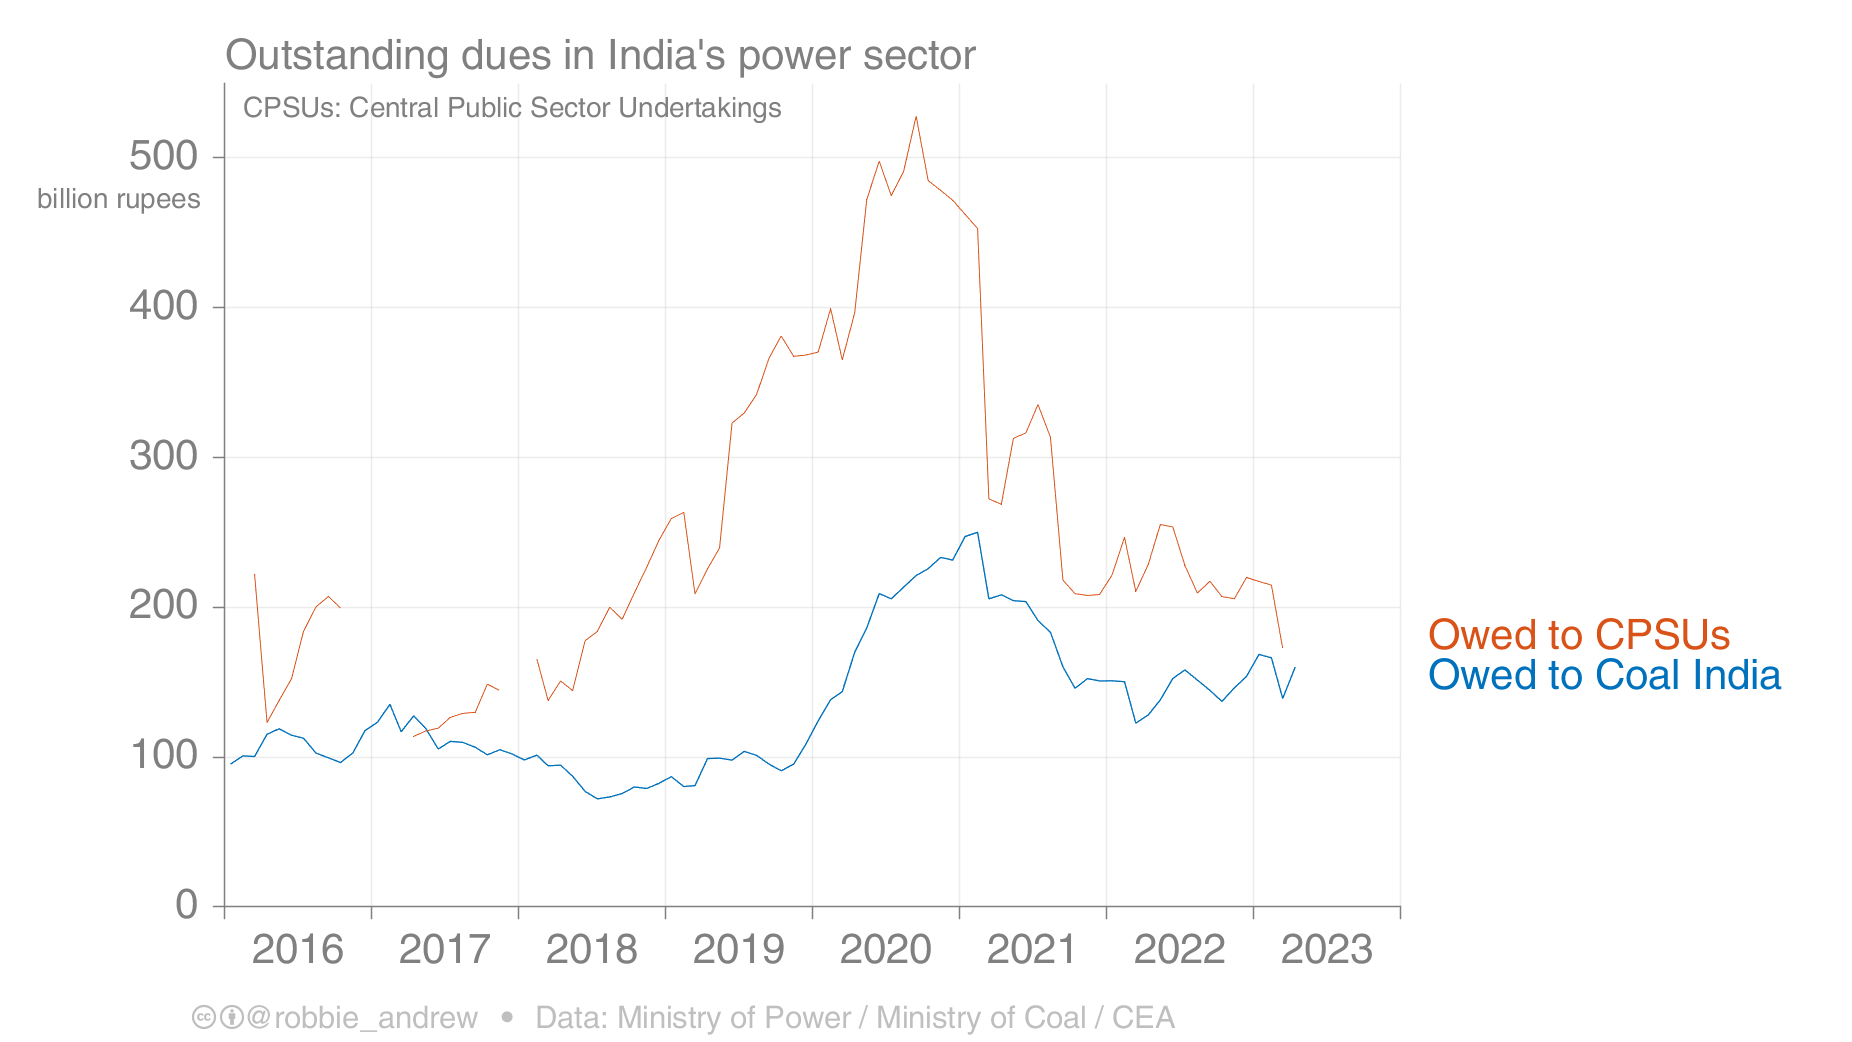 Outstanding dues in India's power sector
CPSUs: Central Public Sector Undertakings
500
billion rupees
400
300
200
100
0
Owed to CPSUs
Owed to Coal India
2016 2017 2018 2019 2020 2021 2022 2023
cc @robbie_andrew • Data: Ministry of Power / Ministry of Coal / CEA